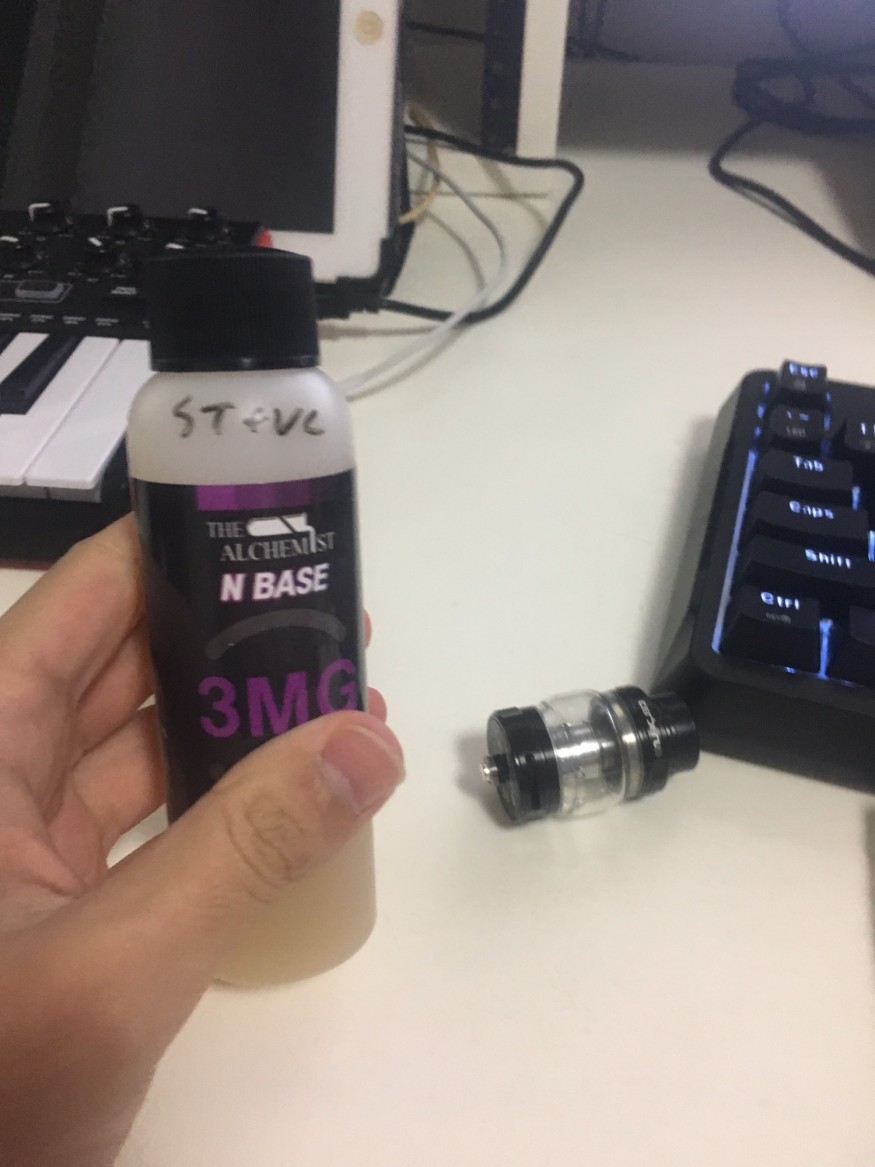 STEVE
THE
ALCHEMIST
N BASE
3MG
Esc
Tab
Caps
Shift
Ctrl